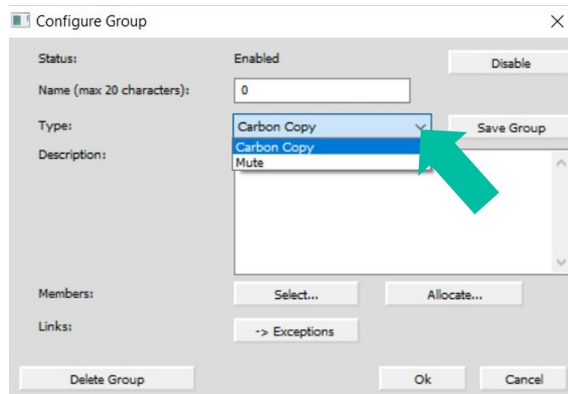 Configure Group
Status: Enabled Disable
Name (max 20 characters): 0
Type: Carbon Copy Save Group
Carbon Copy
Mute
Description:
Members: Select... Allocate...
Links: -> Exceptions
Delete Group Ok Cancel